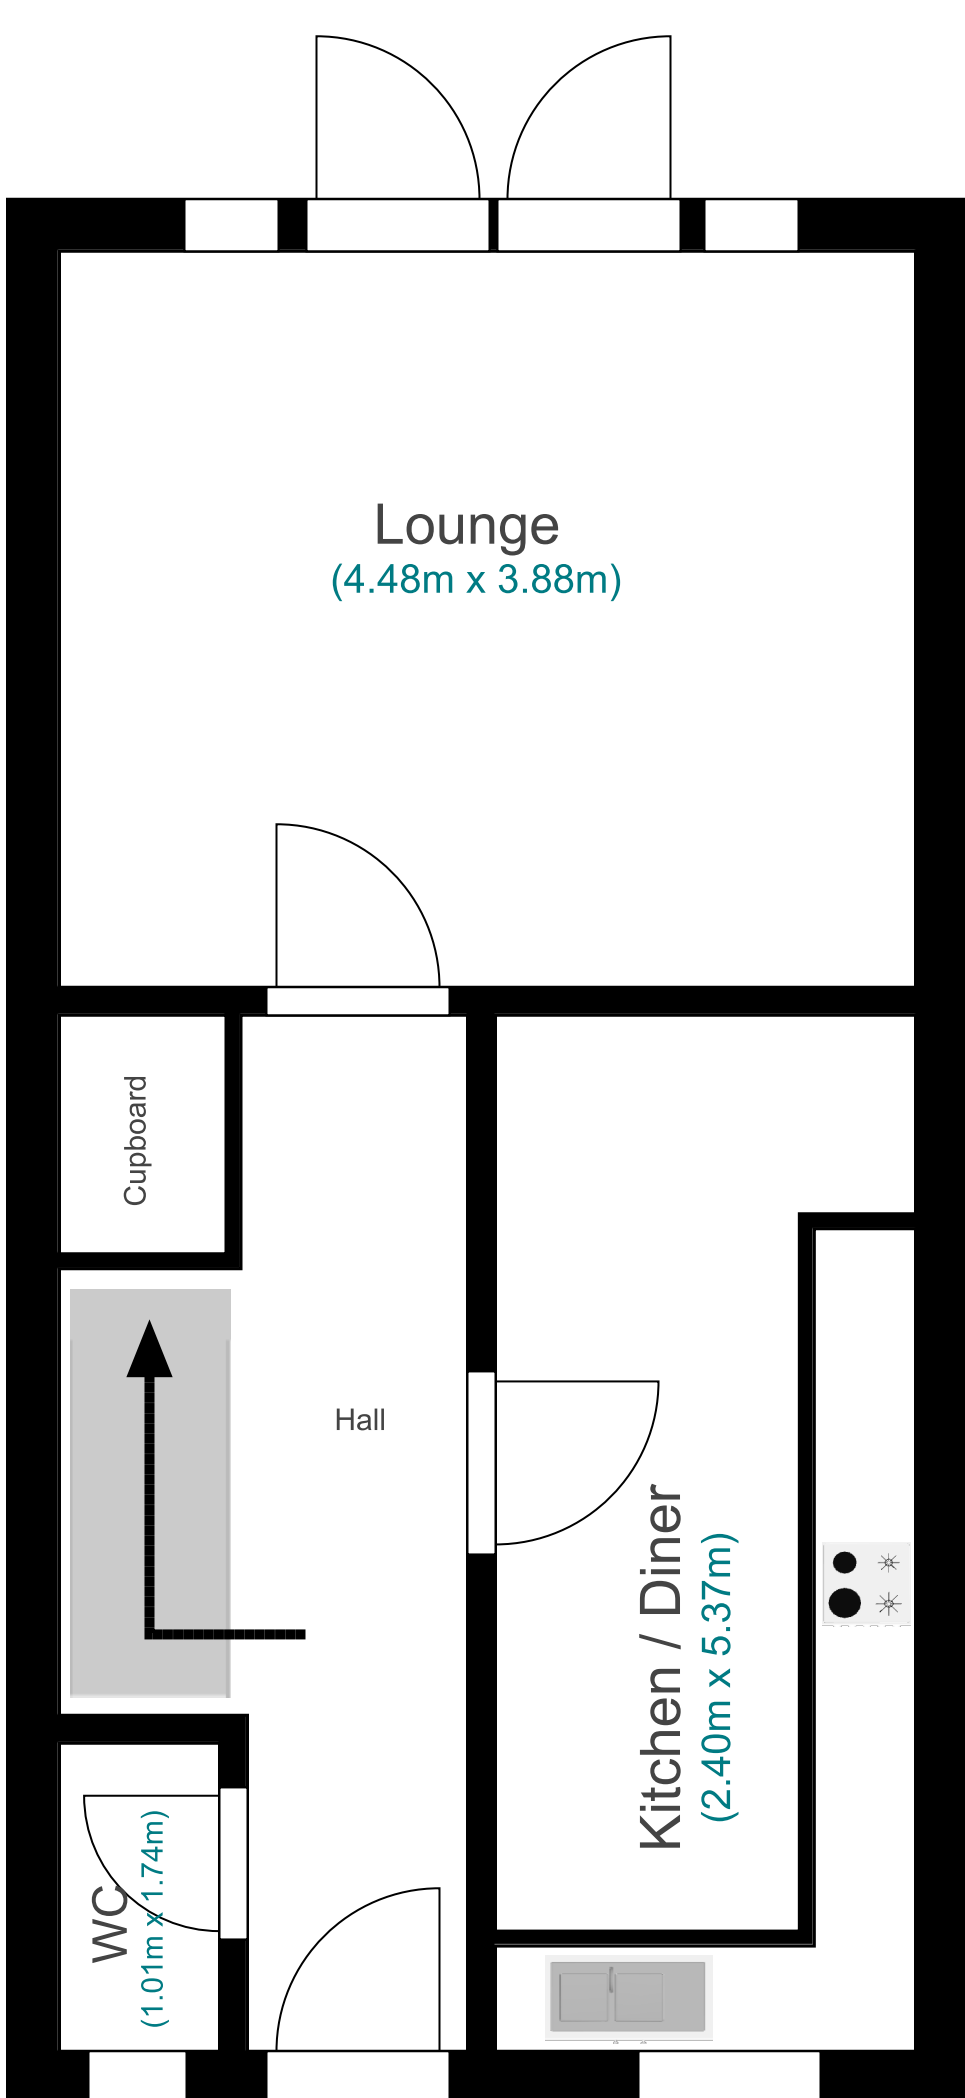 Lounge
(4.48m x 3.88m)
Cupboard
Hall
Kitchen / Diner
(2.40m x 5.37m)
WC
(1.01m x 1.74m)